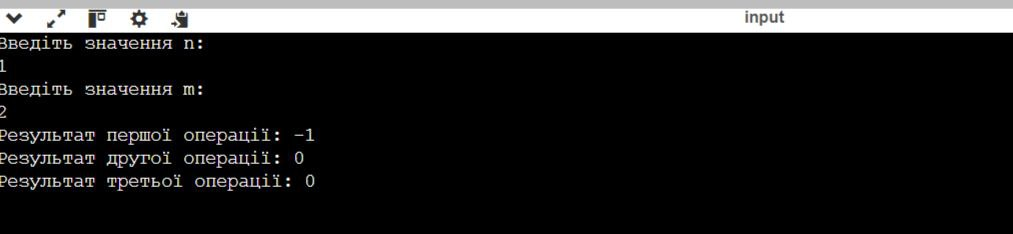 input
Введіть значення n:
1
Введіть значення m:
2
Результат першої операції: -1
Результат другої операції: 0
Результат третьої операції: 0